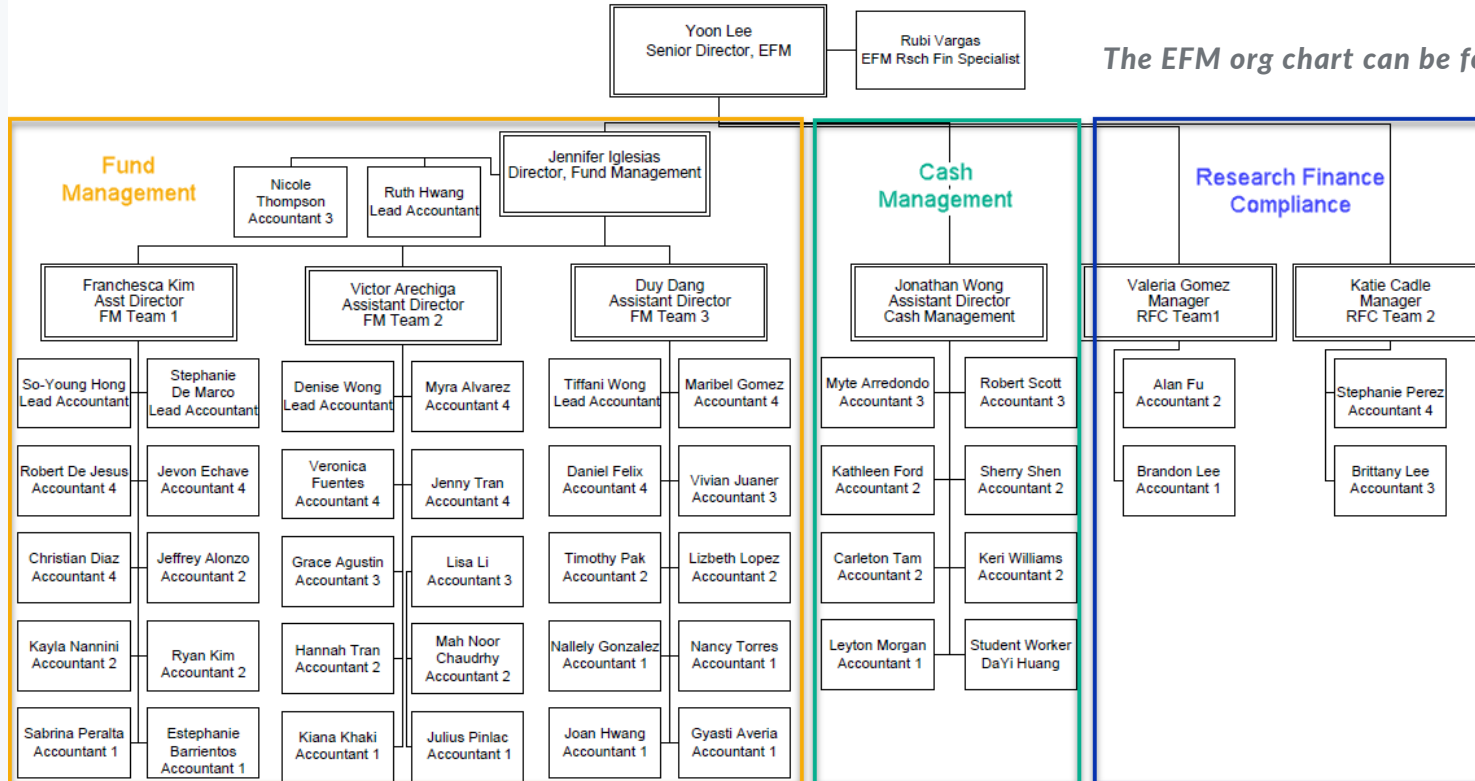 Yoon Lee
Senior Director, EFM
Rubi Vargas
EFM Rsch Fin Specialist
The EFM org chart can be
Fund
Management
Nicole
Thompson
Accountant 3
Ruth Hwang
Lead Accountant
Jennifer Iglesias
Director, Fund Management
Cash
Management
Research Finance
Compliance
Franchesca Kim
Asst Director
FM Team 1
Victor Arechiga
Assistant Director
FM Team 2
Duy Dang
Assistant Director
FM Team 3
Jonathan Wong
Assistant Director
Cash Management
Valeria Gomez
Manager
RFC Team1
Katie Cadle
Manager
RFC Team 2
So-Young Hong
Lead Accountant
Stephanie
De Marco
Lead Accountant
Denise Wong
Lead Accountant
Myra Alvarez
Accountant 4
Tiffani Wong
Lead Accountant
Maribel Gomez
Accountant 4
Myte Arredondo
Accountant 3
Robert Scott
Accountant 3
Alan Fu
Accountant 2
Stephanie Perez
Accountant 4
Robert De Jesus
Accountant 4
Jevon Echave
Accountant 4
Veronica
Fuentes
Accountant 4
Jenny Tran
Accountant 4
Daniel Felix
Accountant 4
Vivian Juaner
Accountant 3
Kathleen Ford
Accountant 2
Sherry Shen
Accountant 2
Brandon Lee
Accountant 1
Brittany Lee
Accountant 3
Christian Diaz
Accountant 4
Jeffrey Alonzo
Accountant 2
Grace Agustin
Accountant 3
Lisa Li
Accountant 3
Timothy Pak
Accountant 2
Lizbeth Lopez
Accountant 2
Carleton Tam
Accountant 2
Keri Williams
Accountant 2
Kayla Nannini
Accountant 2
Ryan Kim
Accountant 2
Hannah Tran
Accountant 2
Mah Noor
Chaudrhy
Accountant 2
Nallely Gonzalez
Accountant 1
Nancy Torres
Accountant 1
Leyton Morgan
Accountant 1
Student Worker
DaYi Huang
Sabrina Peralta
Accountant 1
Estephanie
Barrientos
Accountant 1
Kiana Khaki
Accountant 1
Julius Pinlac
Accountant 1
Joan Hwang
Accountant 1
Gyasti Averia
Accountant 1